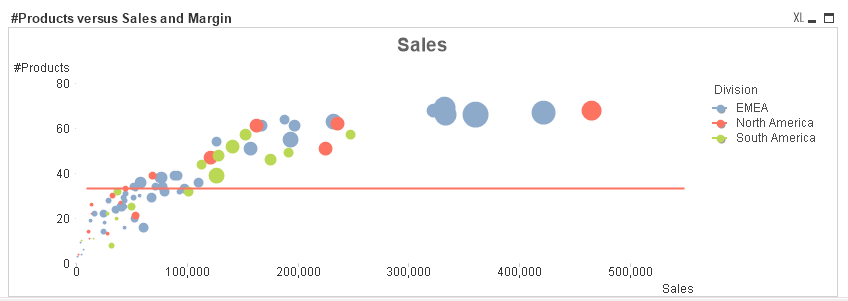 #Products versus Sales and Margin
XL
Sales
#Products
80
60
40
20
0
0 100,000 200,000 300,000 400,000 500,000
Sales
Division
EMEA
North America
South America